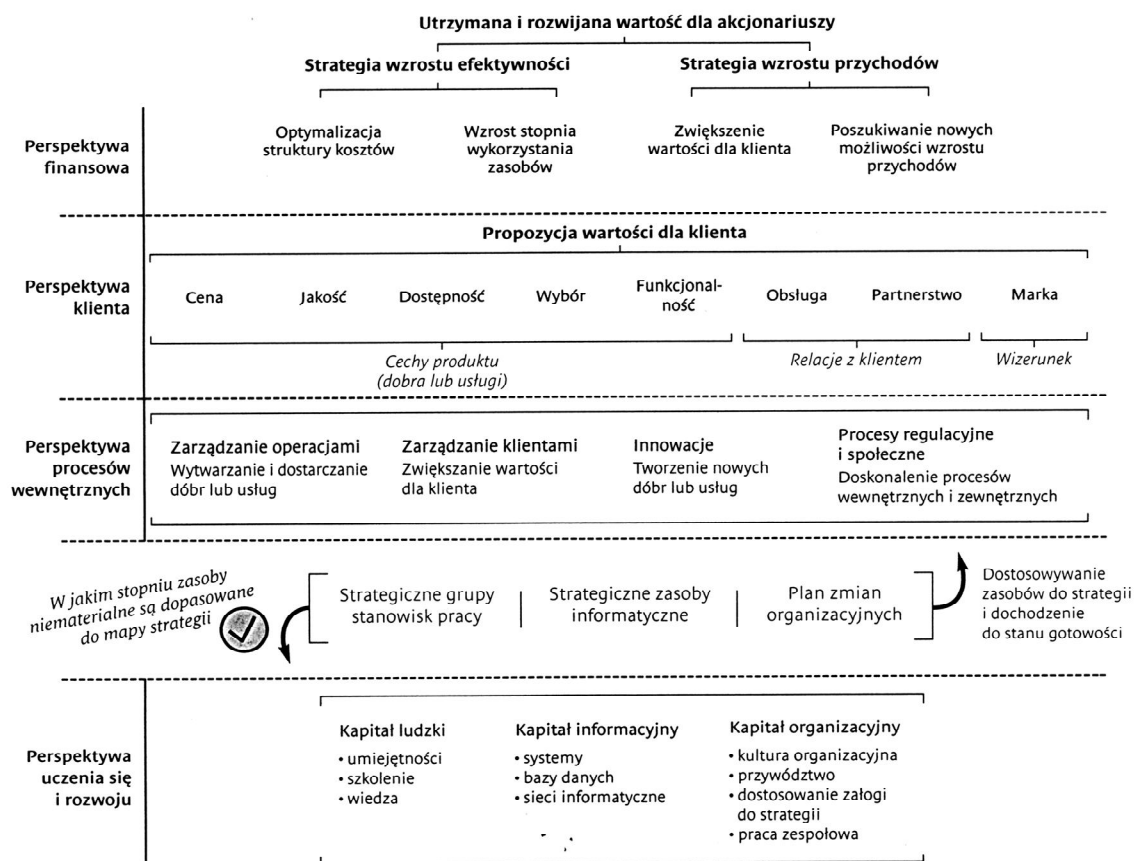 Utrzymana i rozwijana wartość dla akcjonariuszy
Strategia wzrostu efektywności
Strategia wzrostu przychodów
Perspektywa
finansowa
Optymalizacja
struktury kosztów
Wzrost stopnia
wykorzystania
zasobów
Zwiększenie
wartości dla klienta
Poszukiwanie nowych
możliwości wzrostu
przychodów
Propozycja wartości dla klienta
Perspektywa
klienta
Cena
Jakość
Dostępność
Wybór
Funkcjonal-
ność
Obsługa
Partnerstwo
Marka
Cechy produktu
(dobra lub usługi)
Relacje z klientem
Wizerunek
Perspektywa
procesów
wewnętrznych
Zarządzanie operacjami
Wytwarzanie i dostarczanie
dóbr lub usług
Zarządzanie klientami
Zwiększanie wartości
dla klienta
Innowacje
Tworzenie nowych
dóbr lub usług
Procesy regulacyjne
i społeczne
Doskonalenie procesów
wewnętrznych i zewnętrznych
W jakim stopniu zasoby
niematerialne są dopasowane
do mapy strategii
Strategiczne grupy
stanowisk pracy
Strategiczne zasoby
informatyczne
Plan zmian
organizacyjnych
Dostosowywanie
zasobów do strategii
i dochodzenie
do stanu gotowości
Perspektywa
uczenia się
i rozwoju
Kapitał ludzki
• umiejętności
• szkolenie
• wiedza
Kapitał informacyjny
• systemy
• bazy danych
• sieci informatyczne
Kapitał organizacyjny
• kultura organizacyjna
• przywództwo
• dostosowanie załogi
do strategii
• praca zespołowa